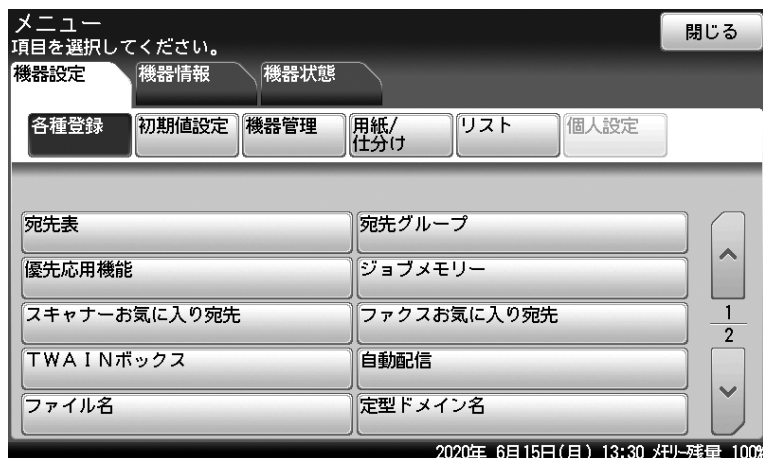 メニュー
項目を選択してください。
閉じる
機器設定
機器情報
機器状態
各種登録
初期値設定
機器管理
用紙/
仕分け
リスト
個人設定
宛先表
宛先グループ
優先応用機能
ジョブメモリー
スキャナーお気に入り宛先
ファクスお気に入り宛先
TWAINボックス
自動配信
ファイル名
定型ドメイン名
1
2
2020年 6月15日(月) 13:30 ﾒﾓﾘｰ残量 100%